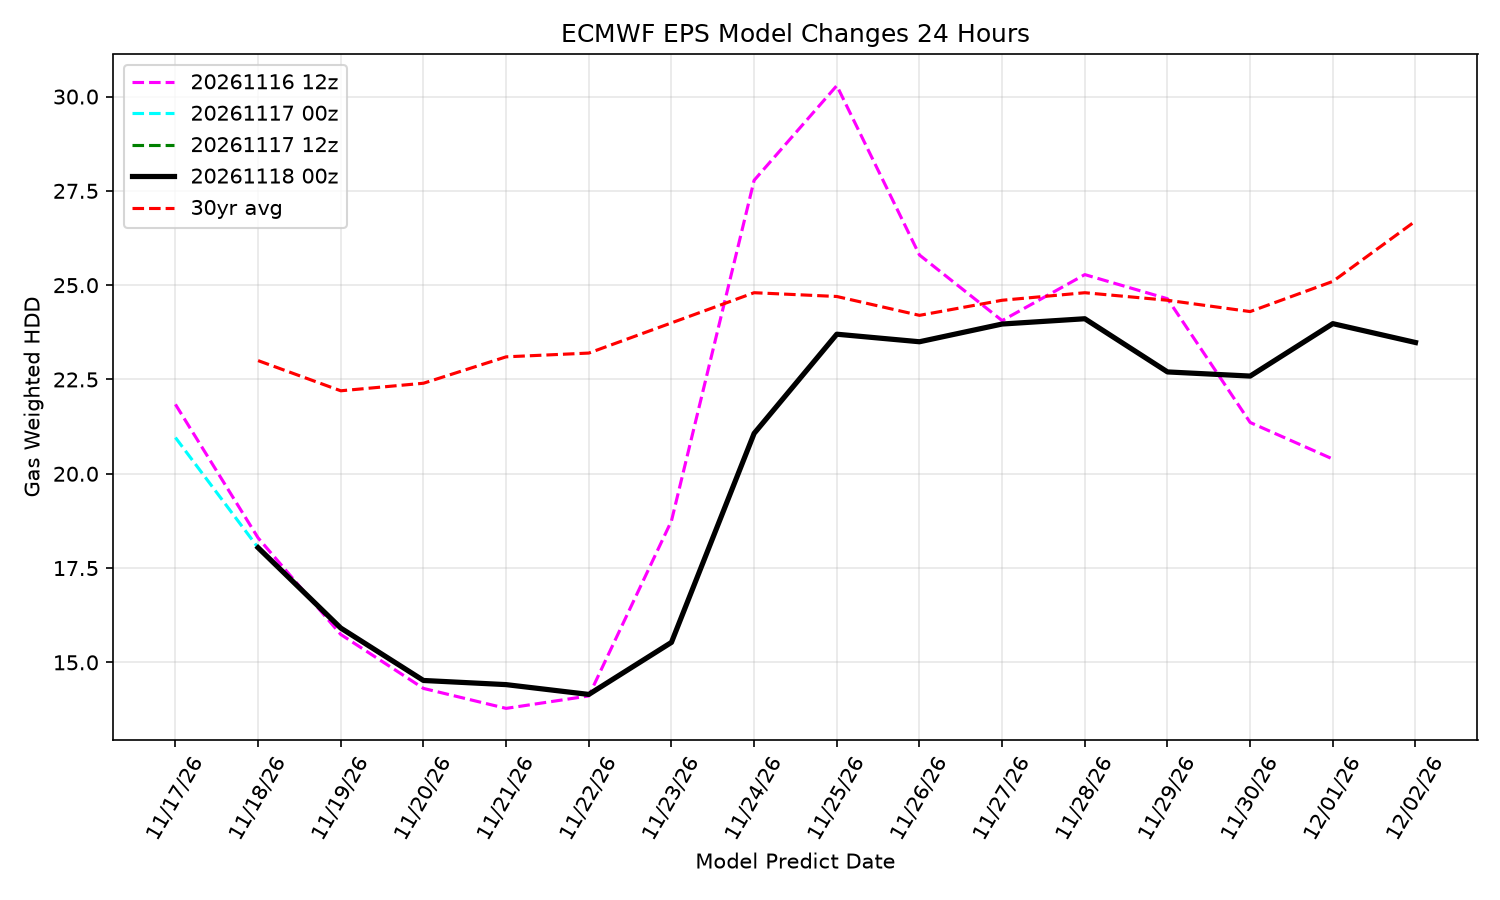 ECMWF EPS Model Changes 24 Hours
20261116 12z
20261117 00z
20261117 12z
20261118 00z
30yr avg
Gas Weighted HDD
30.0
27.5
25.0
22.5
20.0
17.5
15.0
11/17/26
11/18/26
11/19/26
11/20/26
11/21/26
11/22/26
11/23/26
11/24/26
11/25/26
11/26/26
11/27/26
11/28/26
11/29/26
11/30/26
12/01/26
12/02/26
Model Predict Date